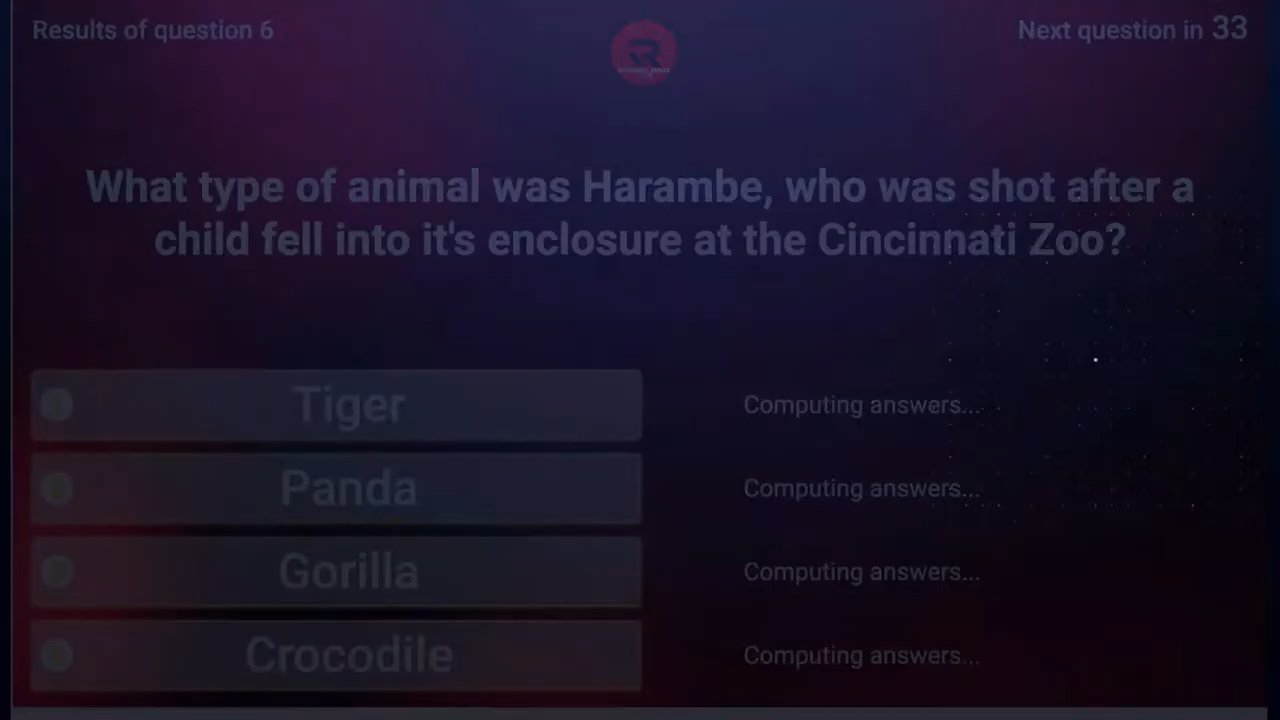 Results of question 6
Next question in 33
What type of animal was Harambe, who was shot after a
child fell into it's enclosure at the Cincinnati Zoo?
Tiger
Computing answers...
Panda
Computing answers...
Gorilla
Computing answers...
Crocodile
Computing answers...